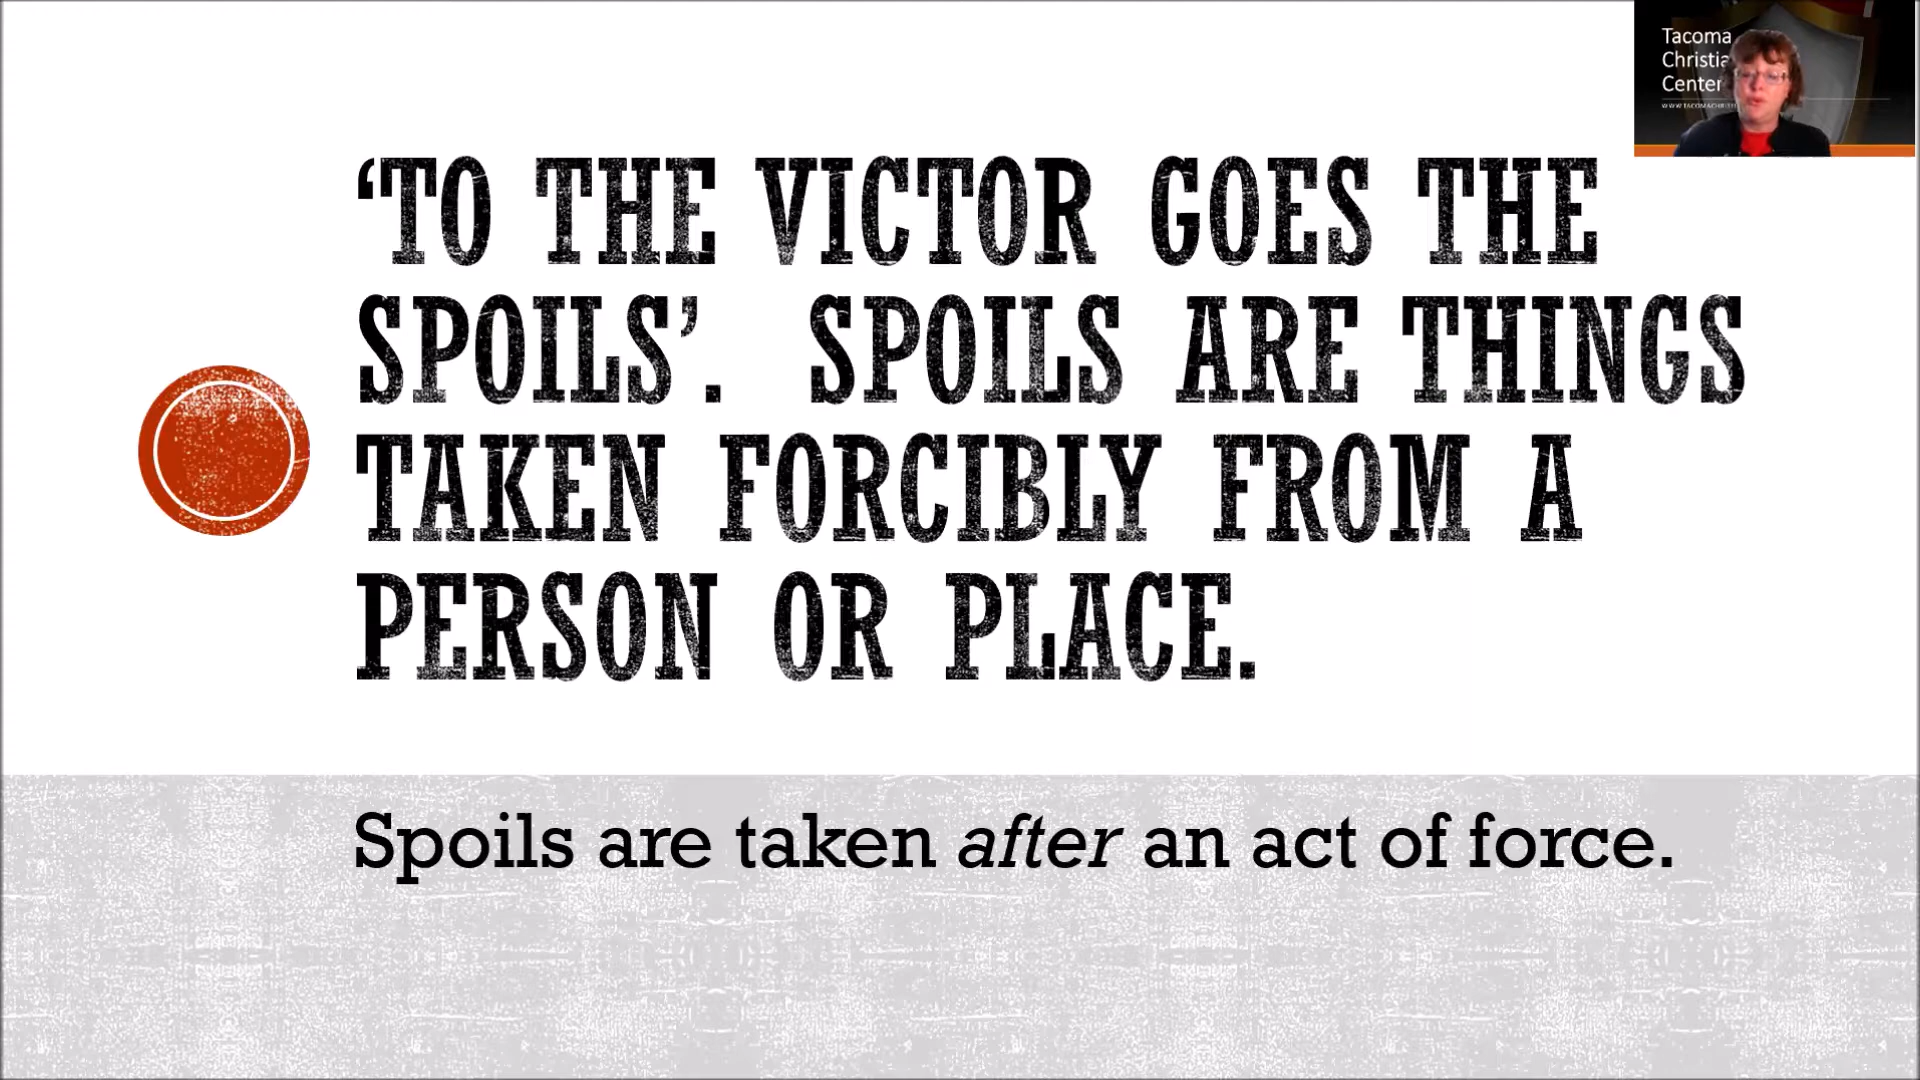 Tacoma
Christia
Center
‘TO THE VICTOR GOES THE
SPOILS’. SPOILS ARE THINGS
TAKEN FORCIBLY FROM A
PERSON OR PLACE.
Spoils are taken after an act of force.